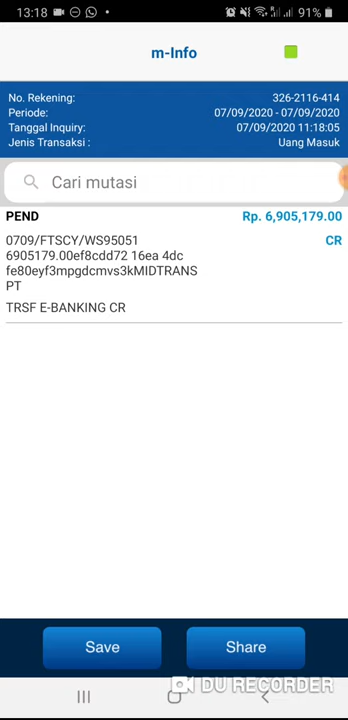 13:18 91%
m-Info
No. Rekening: 326-2116-414
Periode: 07/09/2020 - 07/09/2020
Tanggal Inquiry: 07/09/2020 11:18:05
Jenis Transaksi : Uang Masuk
Cari mutasi
PEND Rp. 6,905,179.00
0709/FTSCY/WS95051 CR
6905179.00ef8cdd72 16ea 4dc
fe80eyf3mpgdcmvs3kMIDTRANS
PT
TRSF E-BANKING CR
Save Share
DU RECORDER